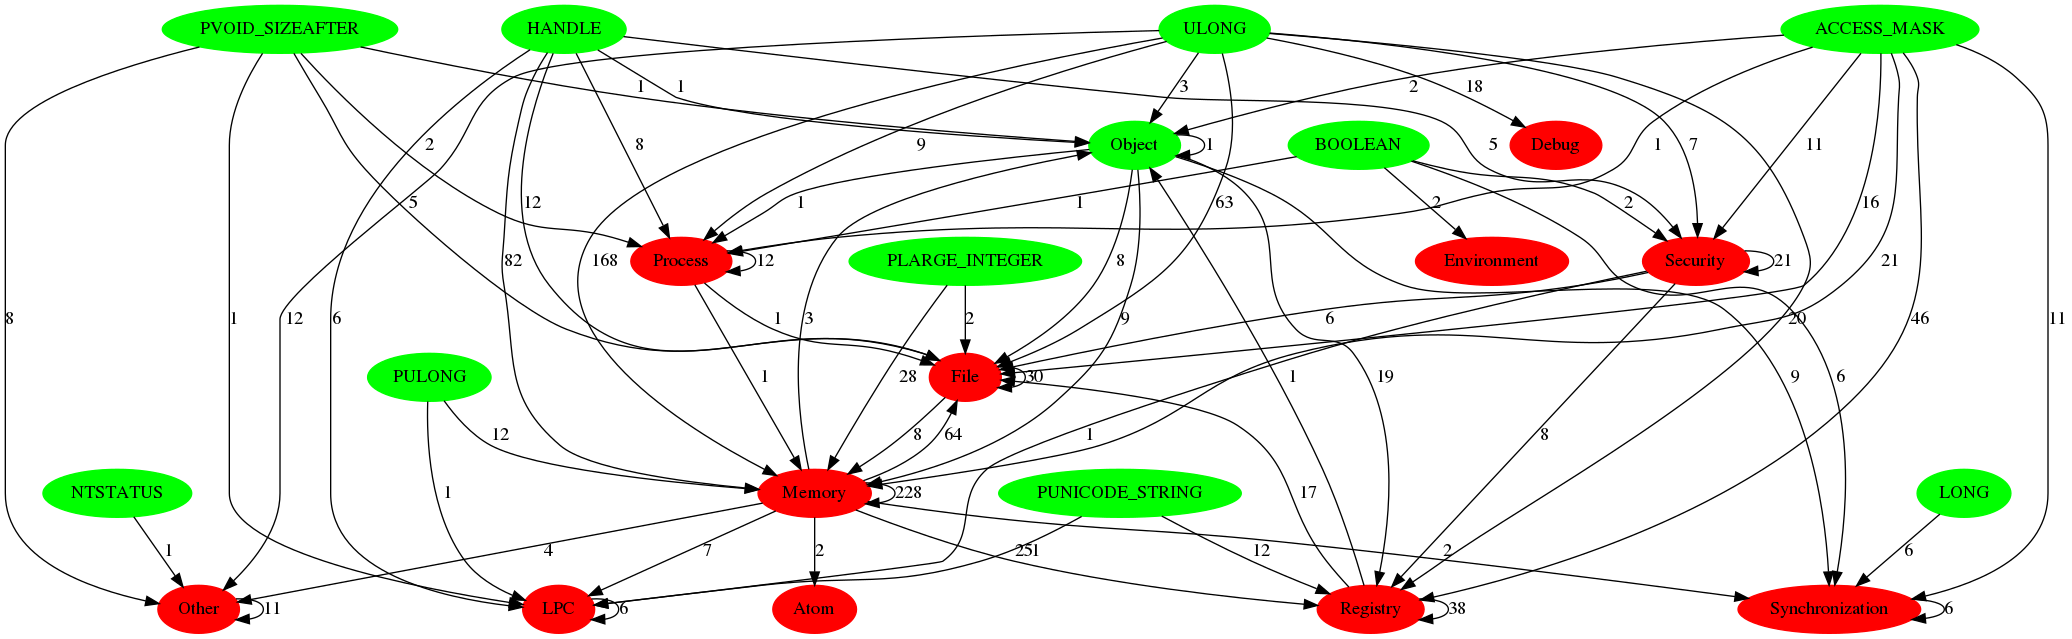 PVOID_SIZEAFTER HANDLE ULONG ACCESS_MASK
1 1 3 18 2
2 8 9 Object 1 BOOLEAN 5 Debug 7 1 11
5 12 1 1 63 2 2 16
Process 12 82 168 PLARGE_INTEGER 8 Environment Security 21 21
8 1 12 6 1 3 2 9 6 20 46 11
PULONG 28 File 30 1 19 9 6
12 8 64 1 8
NTSTATUS 1 Memory 228 PUNICODE_STRING 17 LONG
1 4 7 2 25 1 12 2 6
Other 11 LPC 6 Atom Registry 38 Synchronization 6